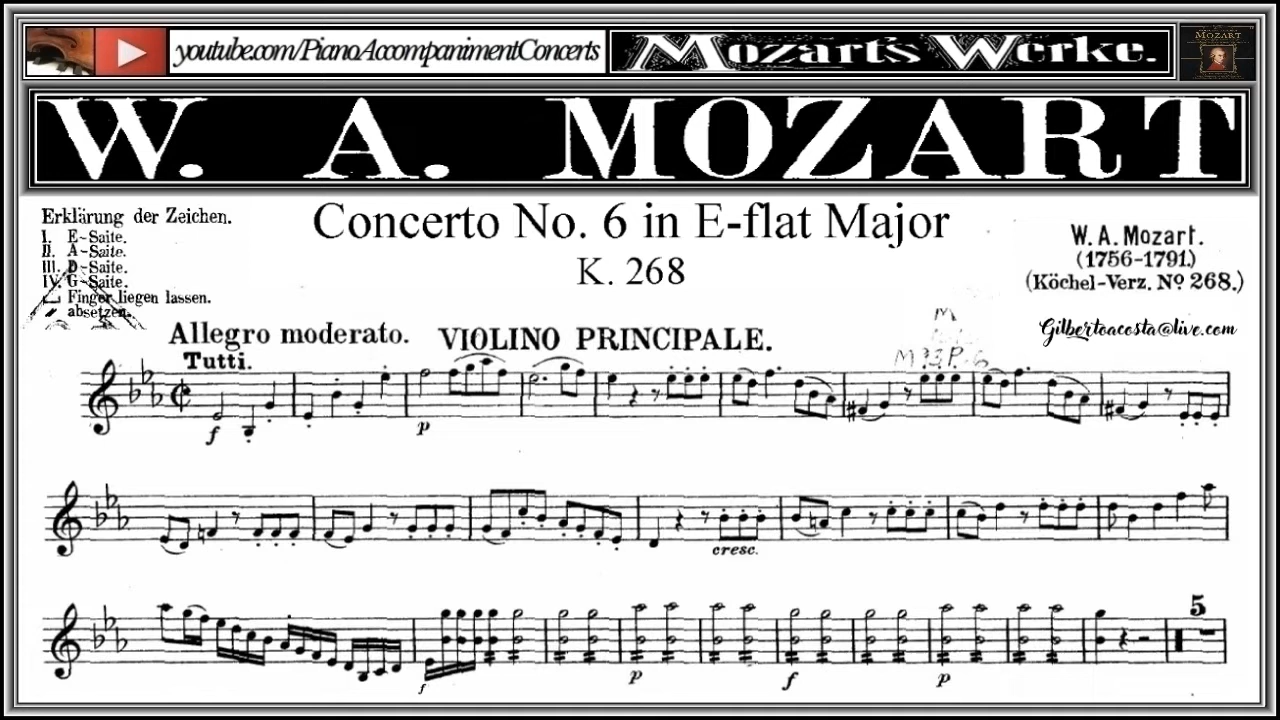 youtube.com/PianoAccompanimentConcerts
Mozart's Werke.
MOZART
W. A. MOZART
Erklärung der Zeichen.
I. E-Saite.
II. A-Saite.
III. D-Saite.
IV. G-Saite.
Finger liegen lassen.
absetzen.
Concerto No. 6 in E-flat Major
K. 268
W. A. Mozart.
(1756-1791.)
(Köchel-Verz. Nº 268.)
Gilbertoacosta@live.com
Allegro moderato.
VIOLINO PRINCIPALE.
Tutti.
f
p
cresc.
5
f
p
f
p